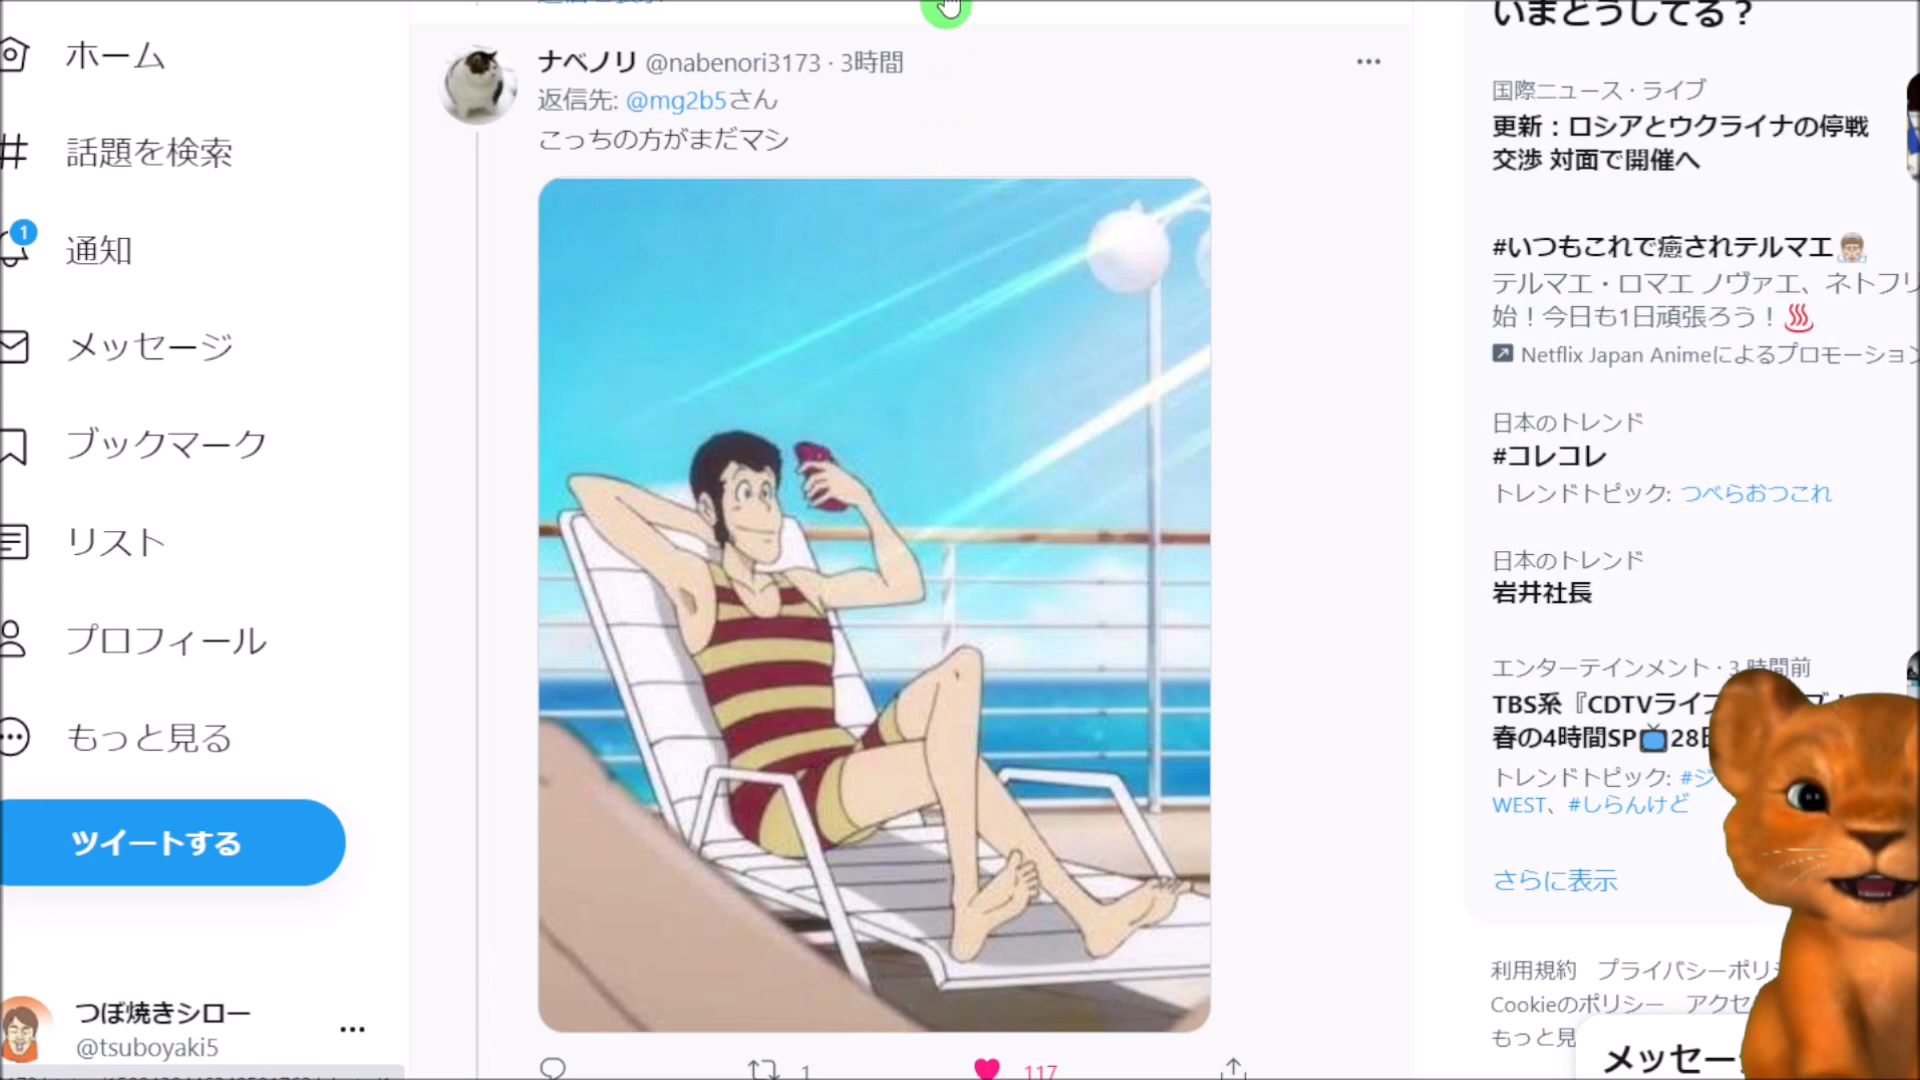 ホーム
話題を検索
1
通知
メッセージ
ブックマーク
リスト
プロフィール
もっと見る
ツイートする
つぼ焼きシロー
@tsuboyaki5
ナベノリ @nabenori3173 · 3時間
返信先: @mg2b5さん
こっちの方がまだマシ
1
117
いまどうしてる？
国際ニュース · ライブ
更新：ロシアとウクライナの停戦
交渉 対面で開催へ
#いつもこれで癒されテルマエ
テルマエ・ロマエ ノヴァエ、ネトフリ
始！今日も1日頑張ろう！
Netflix Japan Animeによるプロモーション
日本のトレンド
#コレコレ
トレンドトピック: つべらおつこれ
日本のトレンド
岩井社長
エンターテインメント · 3 時間前
TBS系『CDTVライブ
春の4時間SP 28日
トレンドトピック: #ジ
WEST、#しらんけど
さらに表示
利用規約 プライバシーポリシ
Cookieのポリシー アクセ
もっと見
メッセー